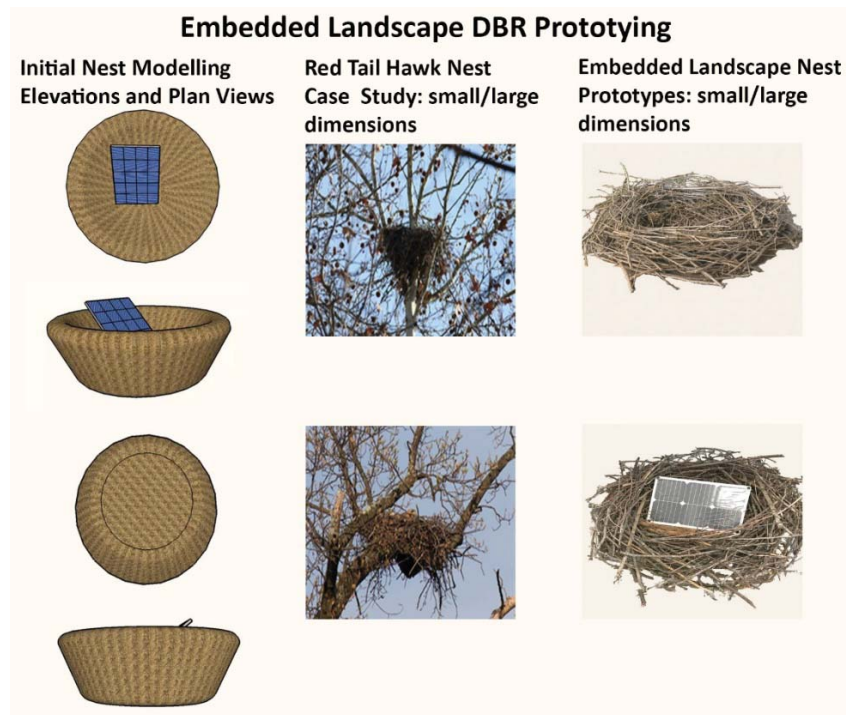 Embedded Landscape DBR Prototying
Initial Nest Modelling
Elevations and Plan Views
Red Tail Hawk Nest
Case Study: small/large
dimensions
Embedded Landscape Nest
Prototypes: small/large
dimensions